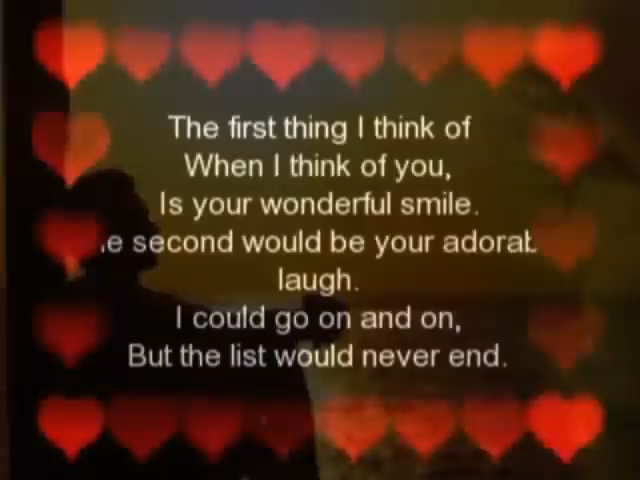 The first thing I think of
When I think of you,
Is your wonderful smile.
second would be your
laugh.
I could go on and on,
But the list would never end.